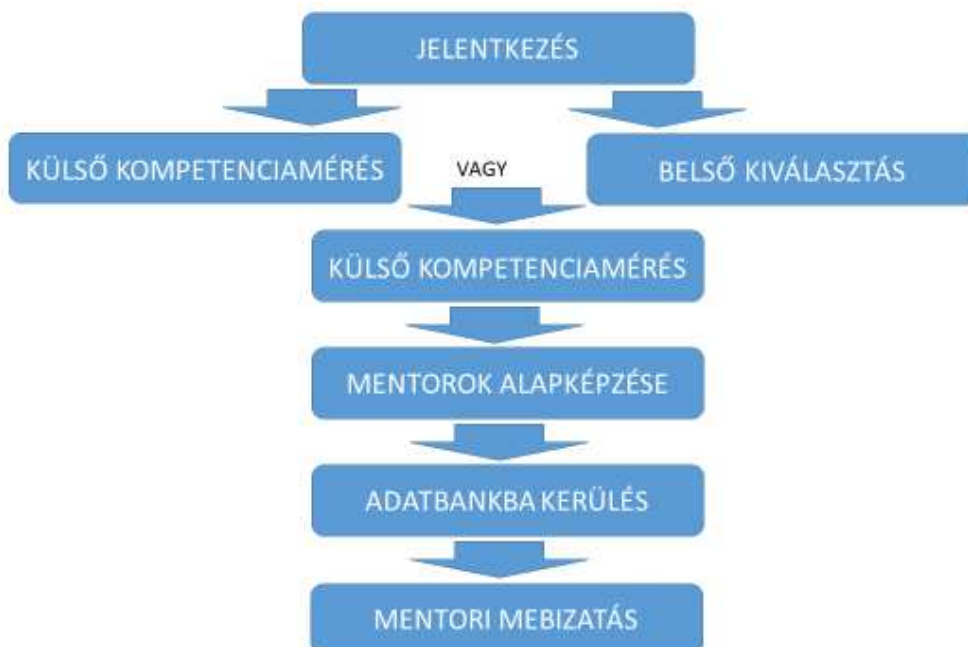 JELENTKEZÉS
KÜLSŐ KOMPETENCIAMÉRÉS
VAGY
BELSŐ KIVÁLASZTÁS
KÜLSŐ KOMPETENCIAMÉRÉS
MENTOROK ALAPKÉPZÉSE
ADATBANKBA KERÜLÉS
MENTORI MEBIZATÁS